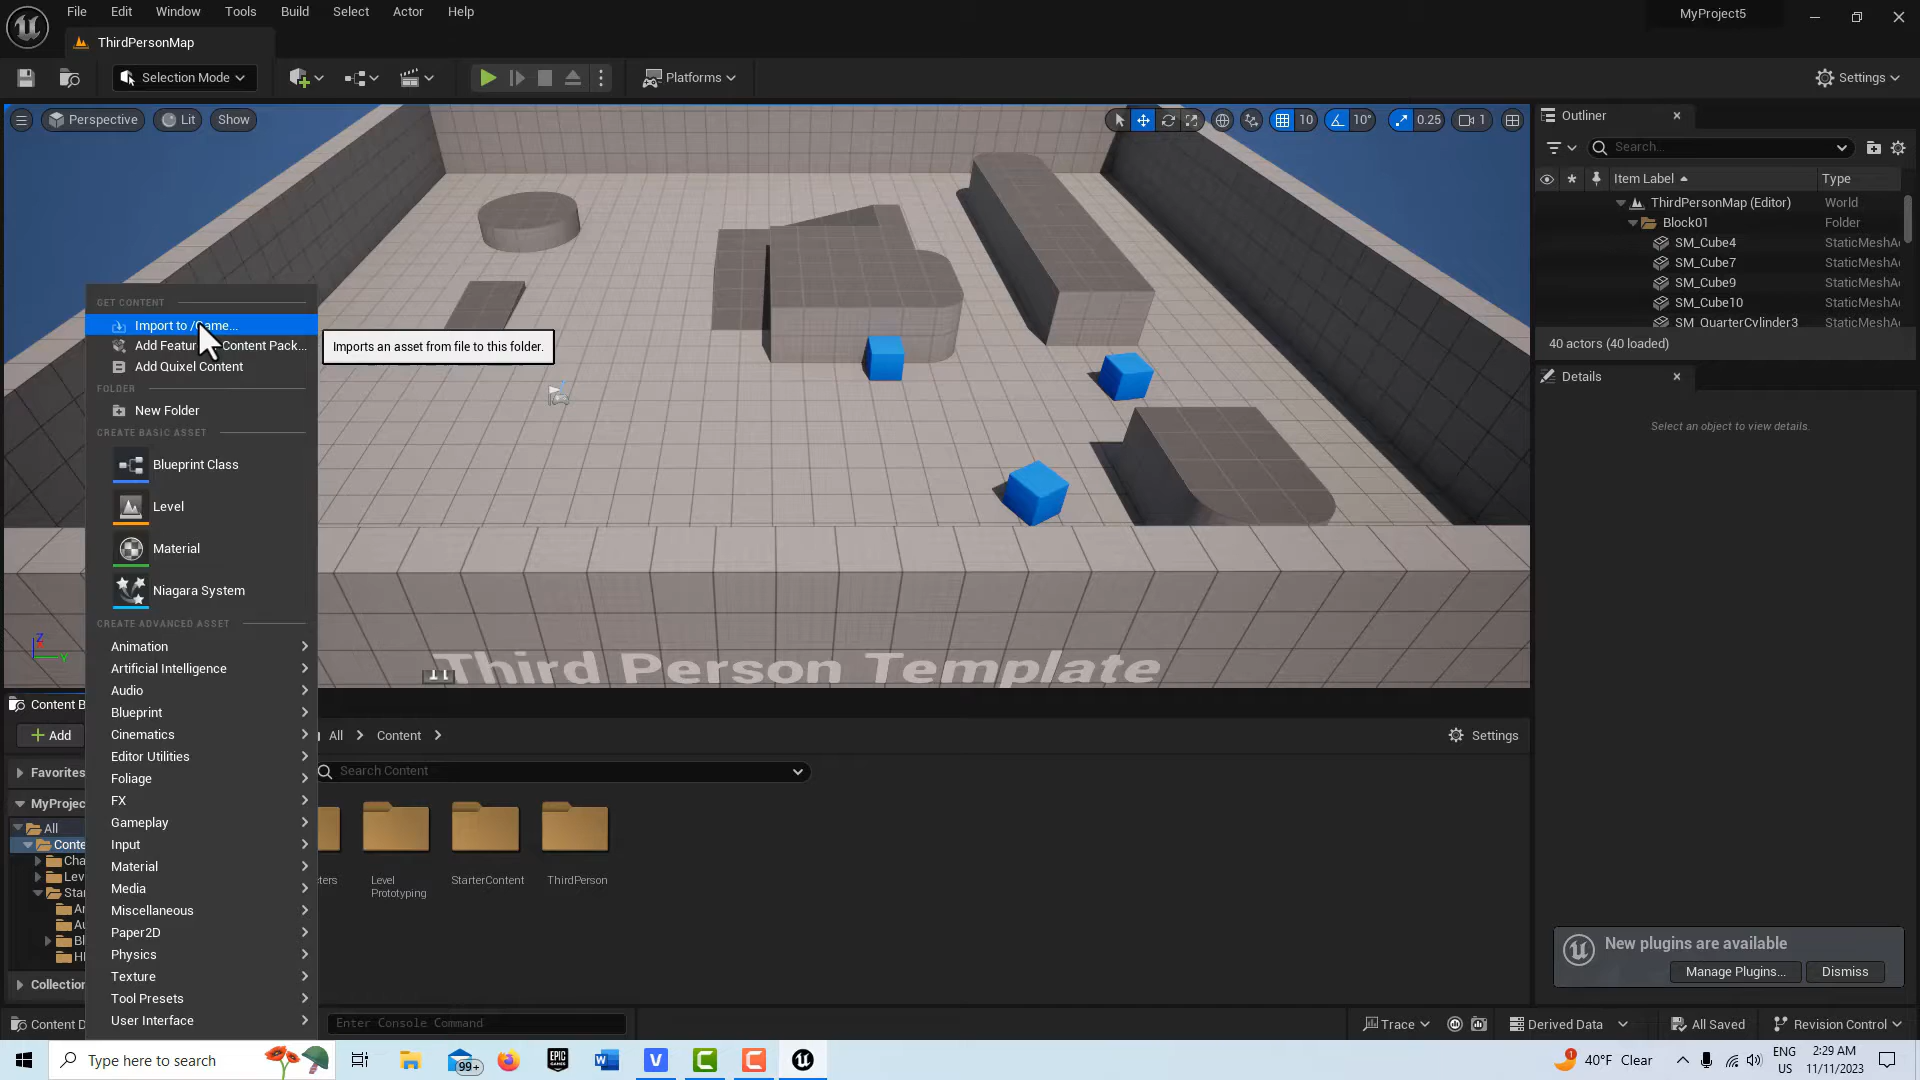 File Edit Window Tools Build Select Actor Help
MyProject5
ThirdPersonMap
Selection Mode
Platforms
Settings
Perspective
Lit
Show
10
10°
0.25
1
Outliner
Search...
Item Label
Type
ThirdPersonMap (Editor) World
Block01 Folder
SM_Cube4 StaticMeshA
SM_Cube7 StaticMeshA
SM_Cube9 StaticMeshA
SM_Cube10 StaticMeshA
SM_QuarterCylinder3 StaticMeshA
40 actors (40 loaded)
Details
Select an object to view details.
GET CONTENT
Import to /Game...
Add Feature Content Pack...
Add Quixel Content
FOLDER
New Folder
CREATE BASIC ASSET
Blueprint Class
Level
Material
Niagara System
CREATE ADVANCED ASSET
Animation
Artificial Intelligence
Audio
Blueprint
Cinematics
Editor Utilities
Foliage
FX
Gameplay
Input
Material
Media
Miscellaneous
Paper2D
Physics
Texture
Tool Presets
User Interface
Imports an asset from file to this folder.
Third Person Template
Z
Y
Content B
Add
All
Content
Settings
Favorites
Search Content
MyProjec
All
Conte
Cha
Lev
Star
Ar
Au
Bl
H
Collection
ters
Level
Prototyping
StarterContent
ThirdPerson
New plugins are available
Manage Plugins...
Dismiss
Content D
Enter Console Command
Trace
Derived Data
All Saved
Revision Control
Type here to search
99+
40°F Clear
1
ENG
US
2:29 AM
11/11/2023